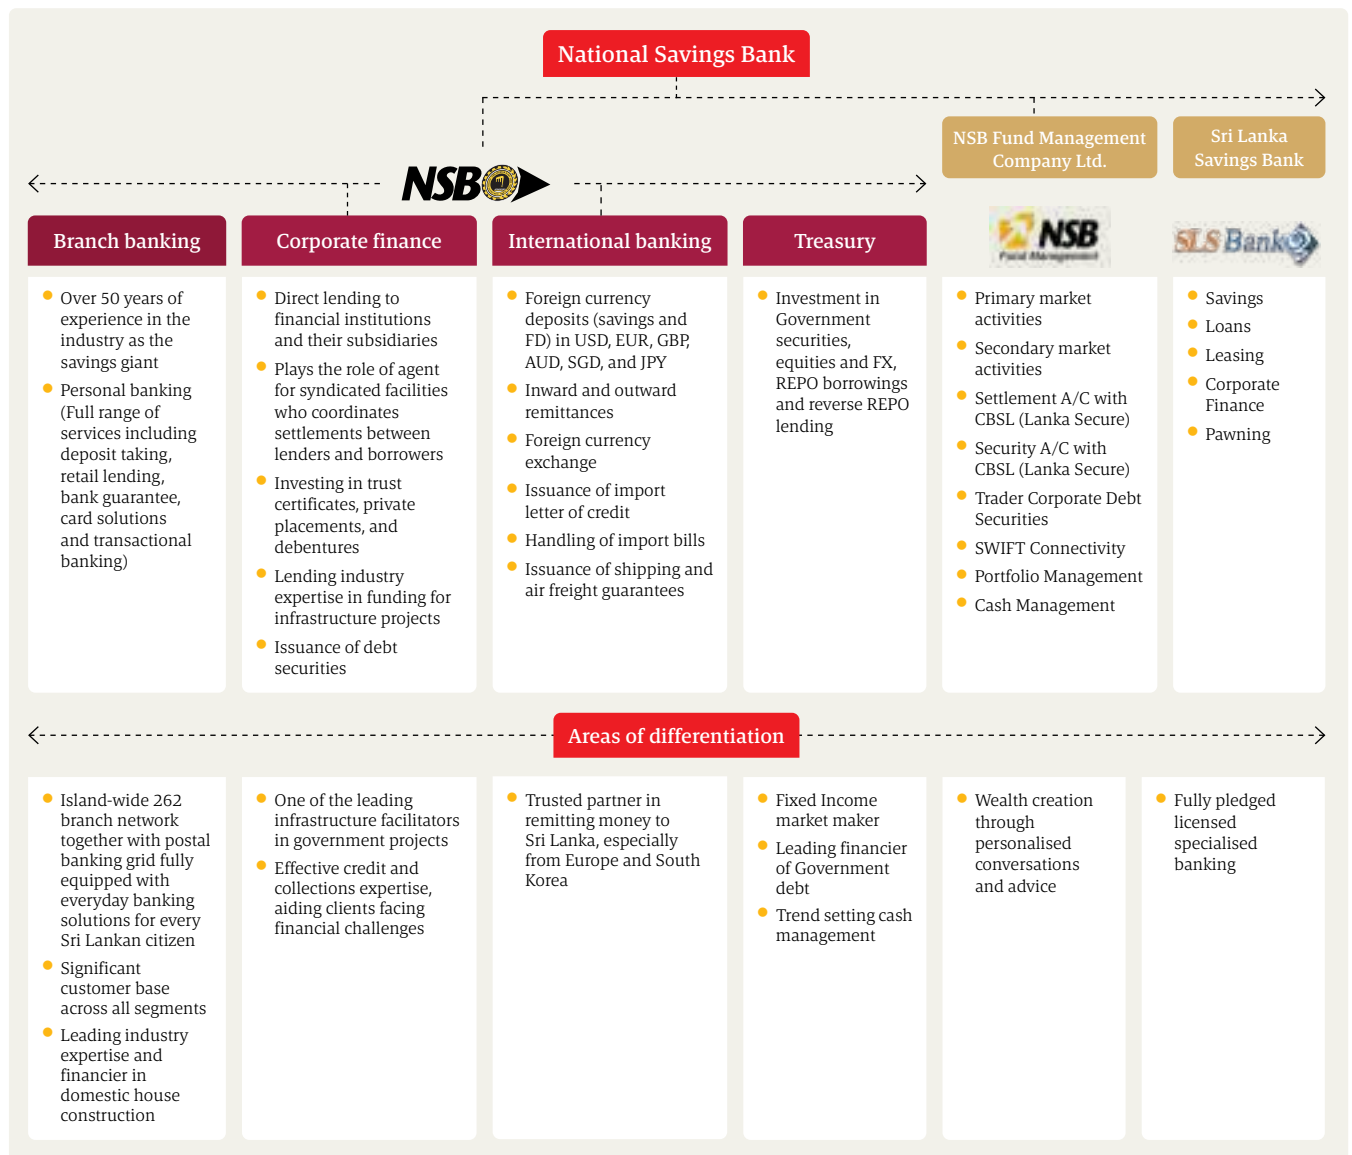 National Savings Bank
NSB Fund Management
Company Ltd.
Sri Lanka
Savings Bank
NSB
Branch banking
Corporate finance
International banking
Treasury
NSB
Fund Management
SLS Bank
Over 50 years of
experience in the
industry as the
savings giant
Personal banking
(Full range of
services including
deposit taking,
retail lending,
bank guarantee,
card solutions
and transactional
banking)
Direct lending to
financial institutions
and their subsidiaries
Plays the role of agent
for syndicated facilities
who coordinates
settlements between
lenders and borrowers
Investing in trust
certificates, private
placements, and
debentures
Lending industry
expertise in funding for
infrastructure projects
Issuance of debt
securities
Foreign currency
deposits (savings and
FD) in USD, EUR, GBP,
AUD, SGD, and JPY
Inward and outward
remittances
Foreign currency
exchange
Issuance of import
letter of credit
Handling of import bills
Issuance of shipping and
air freight guarantees
Investment in
Government
securities,
equities and FX,
REPO borrowings
and reverse REPO
lending
Primary market
activities
Secondary market
activities
Settlement A/C with
CBSL (Lanka Secure)
Security A/C with
CBSL (Lanka Secure)
Trader Corporate Debt
Securities
SWIFT Connectivity
Portfolio Management
Cash Management
Savings
Loans
Leasing
Corporate
Finance
Pawning
Areas of differentiation
Island-wide 262
branch network
together with postal
banking grid fully
equipped with
everyday banking
solutions for every
Sri Lankan citizen
Significant
customer base
across all segments
Leading industry
expertise and
financier in
domestic house
construction
One of the leading
infrastructure facilitators
in government projects
Effective credit and
collections expertise,
aiding clients facing
financial challenges
Trusted partner in
remitting money to
Sri Lanka, especially
from Europe and South
Korea
Fixed Income
market maker
Leading financier
of Government
debt
Trend setting cash
management
Wealth creation
through
personalised
conversations
and advice
Fully pledged
licensed
specialised
banking